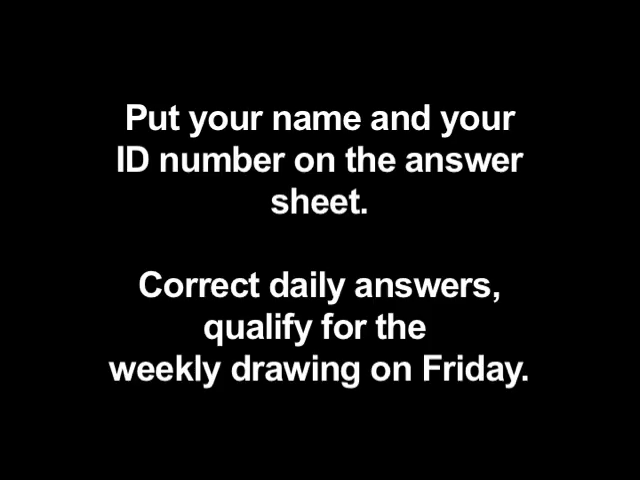 Put your name and your
ID number on the answer
sheet.
Correct daily answers,
qualify for the
weekly drawing on Friday.